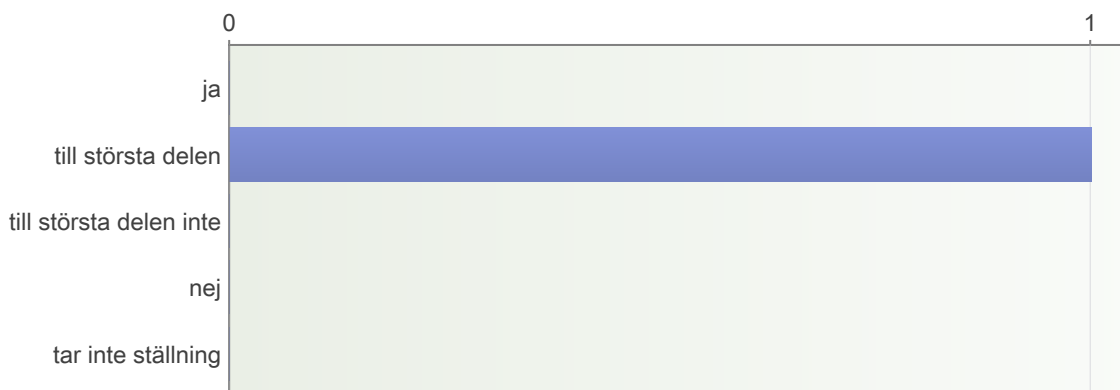 0 1
ja
till största delen
till största delen inte
nej
tar inte ställning